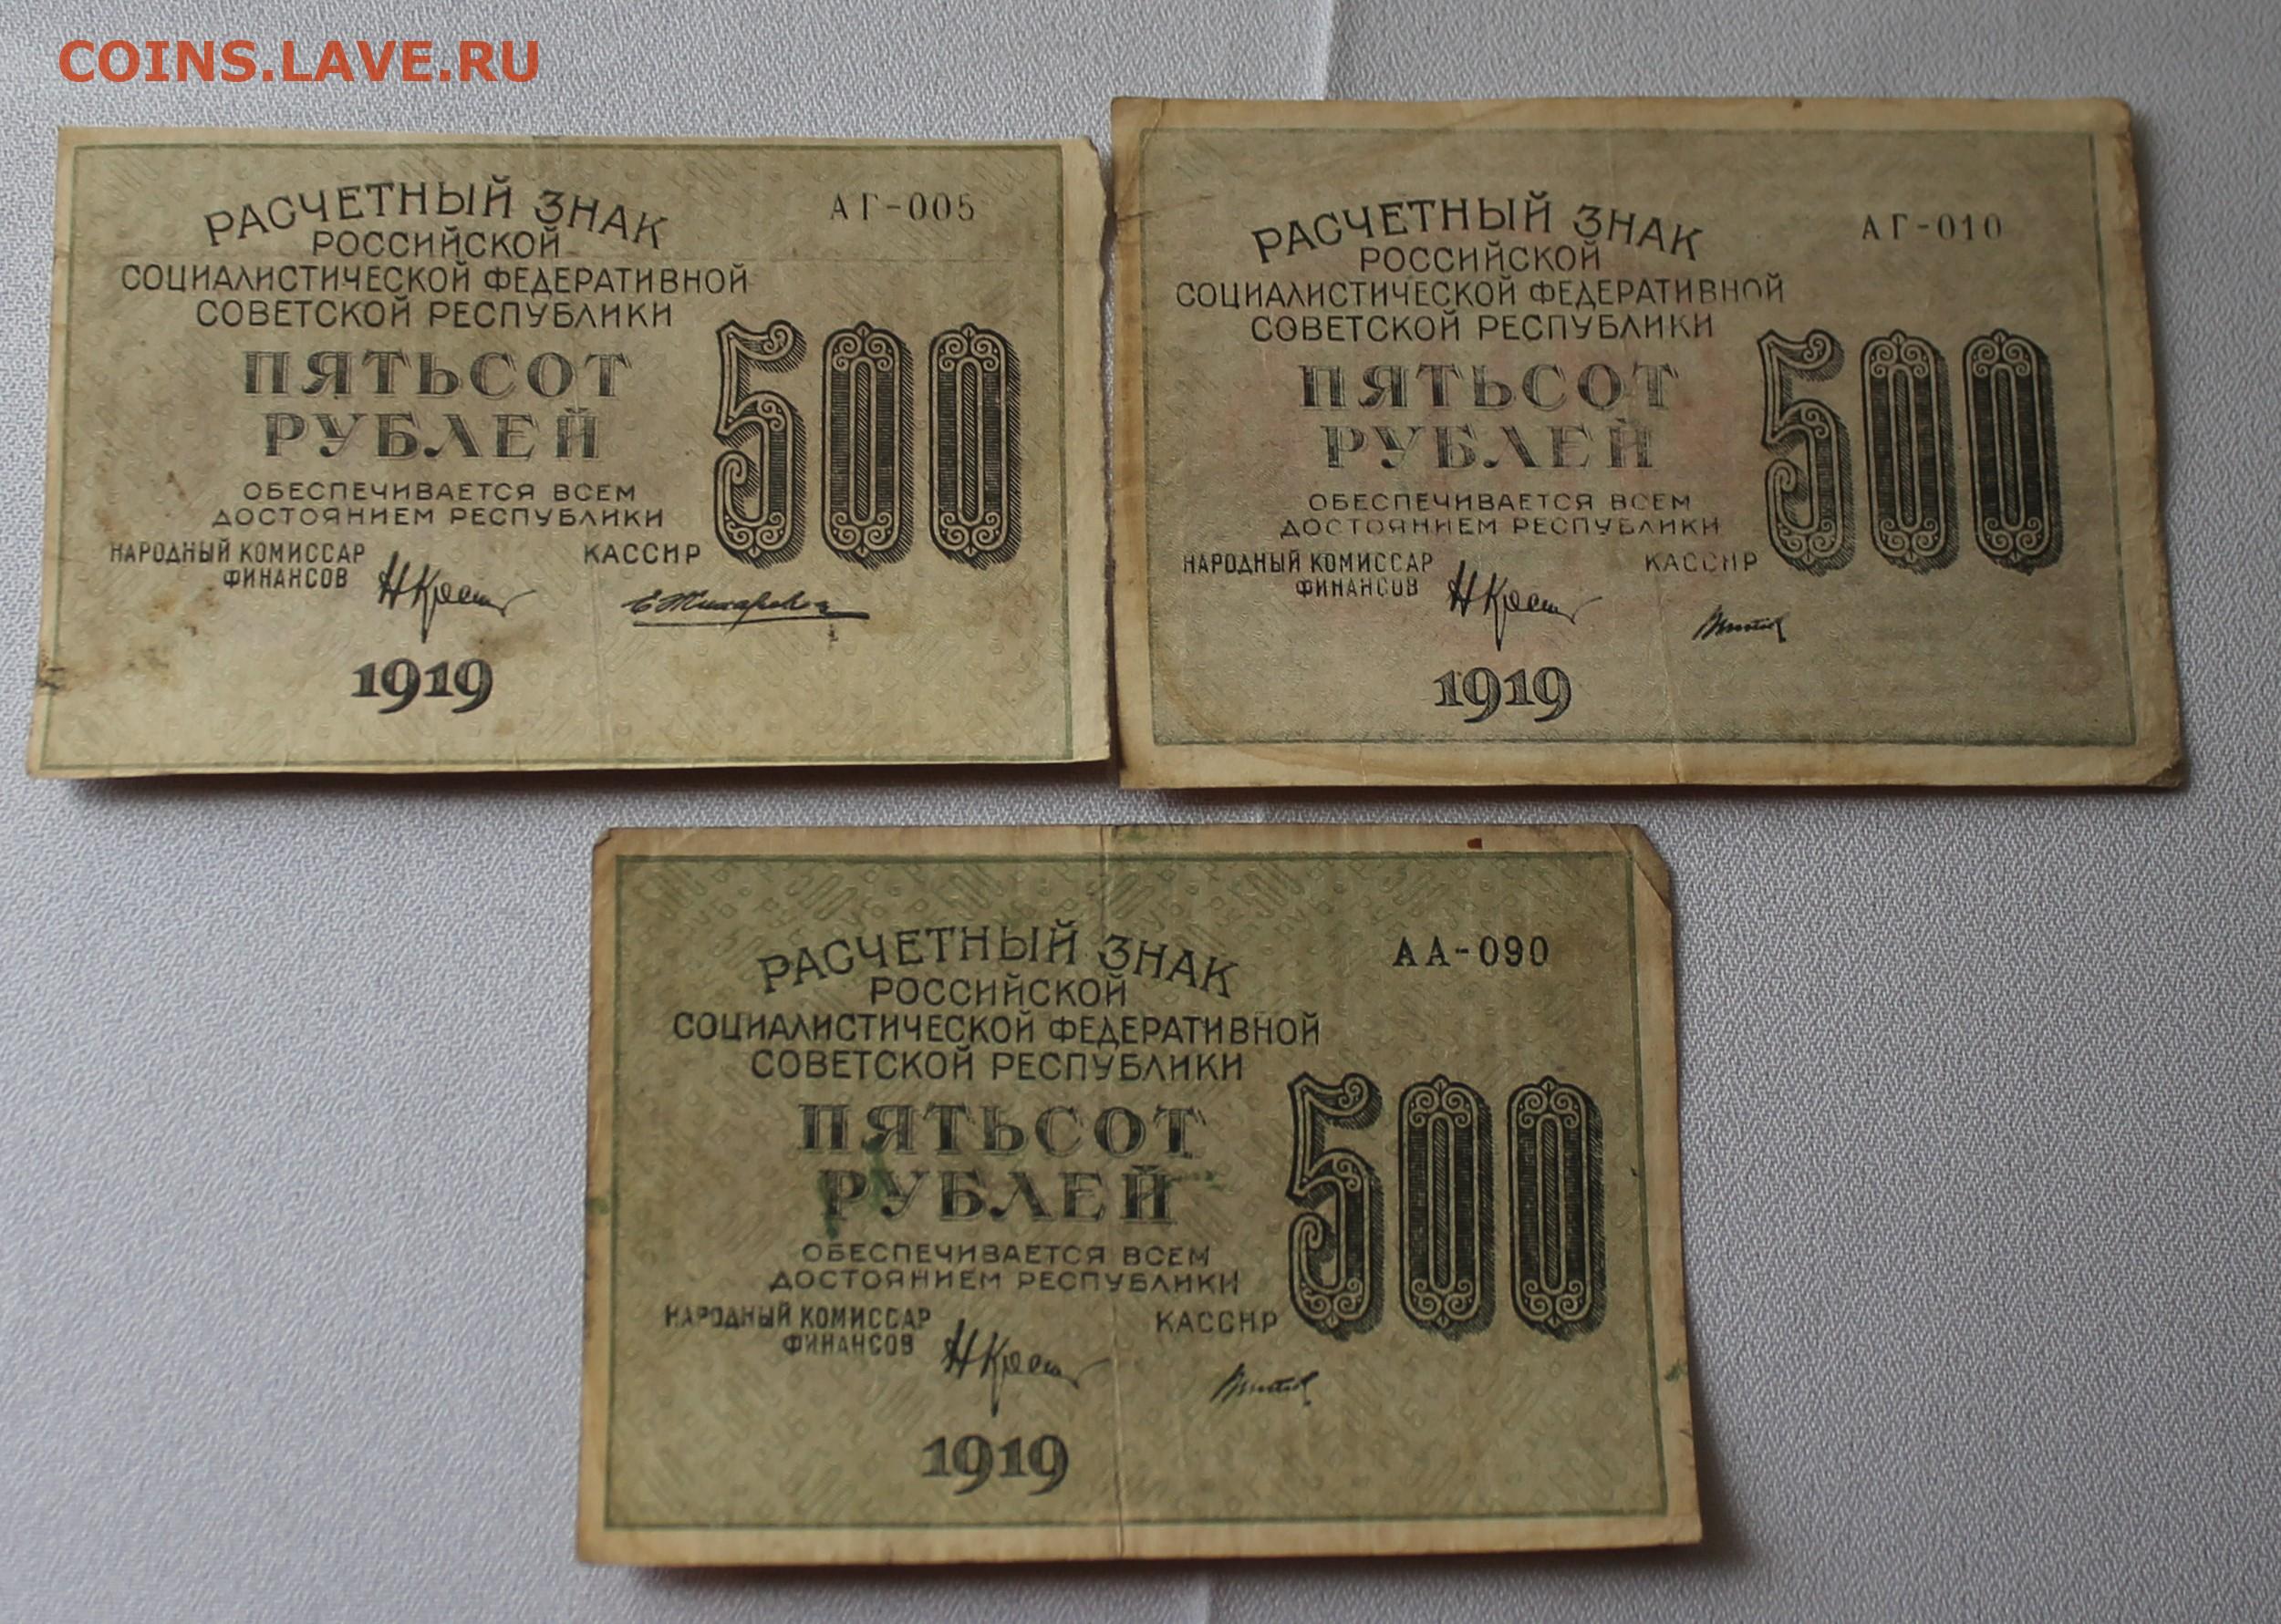 COINS.LAVE.RU
РАСЧЕТНЫЙ ЗНАК
АГ-005
РОССИЙСКОЙ
СОЦИАЛИСТИЧЕСКОЙ ФЕДЕРАТИВНОЙ
СОВЕТСКОЙ РЕСПУБЛИКИ
ПЯТЬСОТ
РУБЛЕЙ
500
ОБЕСПЕЧИВАЕТСЯ ВСЕМ
ДОСТОЯНИЕМ РЕСПУБЛИКИ
НАРОДНЫЙ КОМИССАР
ФИНАНСОВ
КАССИР
1919
РАСЧЕТНЫЙ ЗНАК
АГ-010
РОССИЙСКОЙ
СОЦИАЛИСТИЧЕСКОЙ ФЕДЕРАТИВНОЙ
СОВЕТСКОЙ РЕСПУБЛИКИ
ПЯТЬСОТ
РУБЛЕЙ
500
ОБЕСПЕЧИВАЕТСЯ ВСЕМ
ДОСТОЯНИЕМ РЕСПУБЛИКИ
НАРОДНЫЙ КОМИССАР
ФИНАНСОВ
КАССИР
1919
РАСЧЕТНЫЙ ЗНАК
АА-090
РОССИЙСКОЙ
СОЦИАЛИСТИЧЕСКОЙ ФЕДЕРАТИВНОЙ
СОВЕТСКОЙ РЕСПУБЛИКИ
ПЯТЬСОТ
РУБЛЕЙ
500
ОБЕСПЕЧИВАЕТСЯ ВСЕМ
ДОСТОЯНИЕМ РЕСПУБЛИКИ
НАРОДНЫЙ КОМИССАР
ФИНАНСОВ
КАССИР
1919